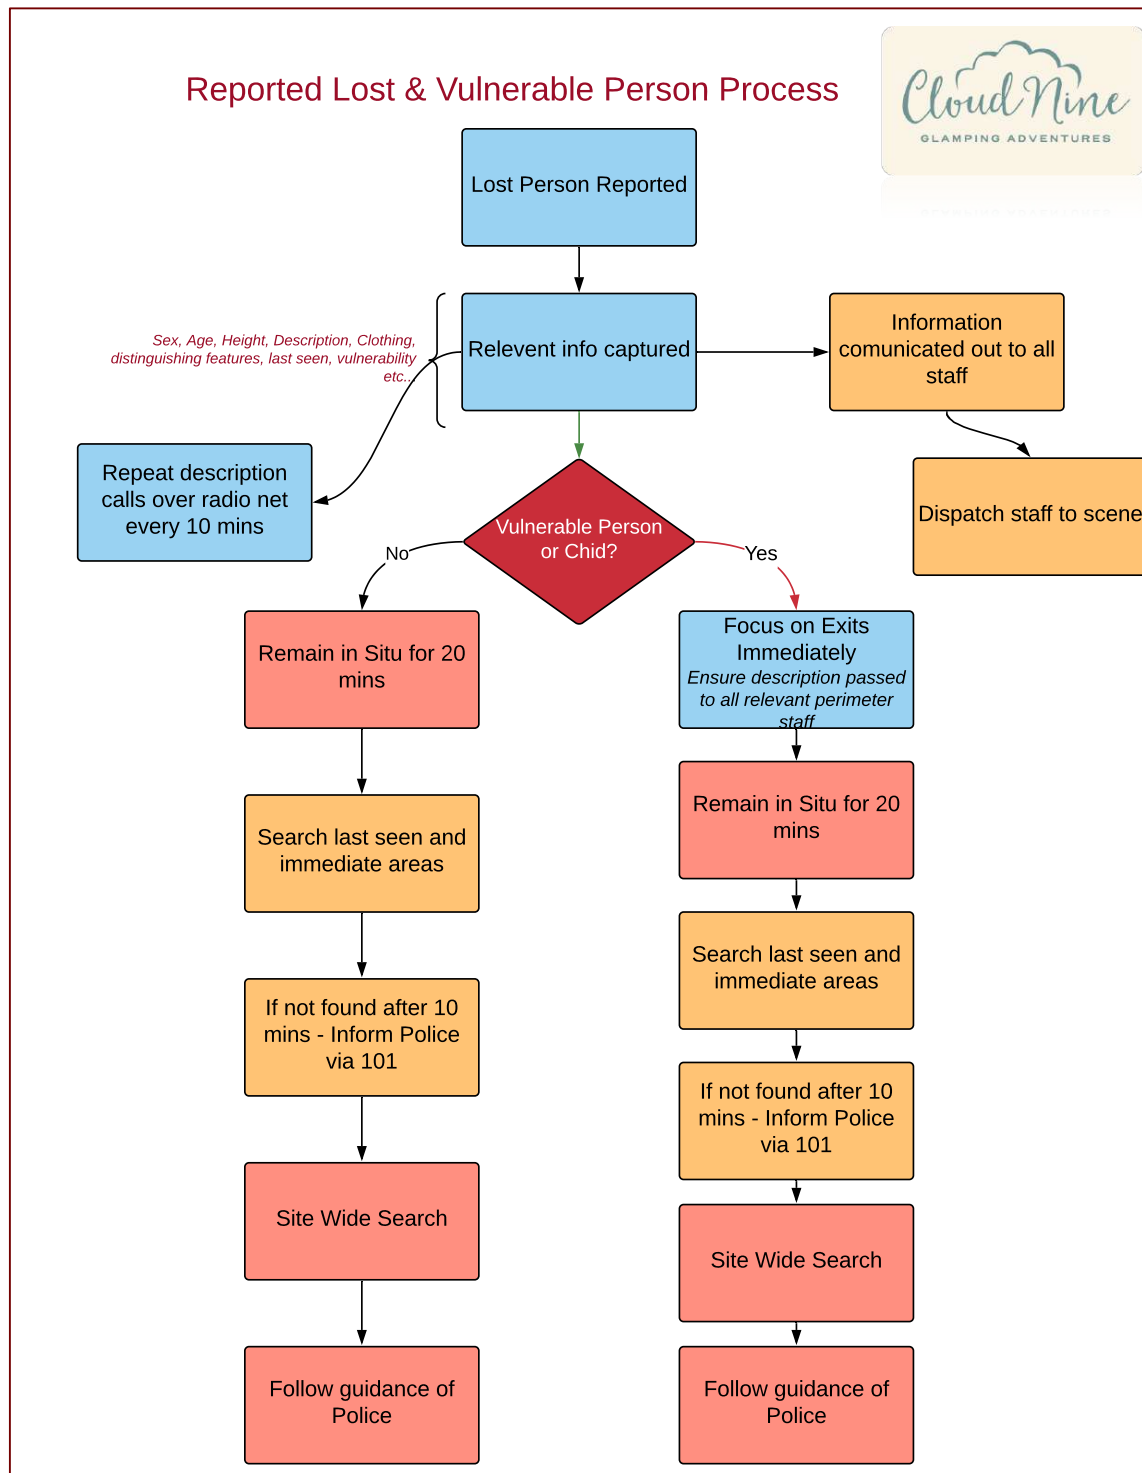 Reported Lost & Vulnerable Person Process
Cloud Nine
GLAMPING ADVENTURES
Lost Person Reported
Sex, Age, Height, Description, Clothing,
distinguishing features, last seen, vulnerability
etc...
Relevent info captured
Information
comunicated out to all
staff
Repeat description
calls over radio net
every 10 mins
Dispatch staff to scene
Vulnerable Person
or Chid?
No
Yes
Remain in Situ for 20
mins
Search last seen and
immediate areas
If not found after 10
mins - Inform Police
via 101
Site Wide Search
Follow guidance of
Police
Focus on Exits
Immediately
Ensure description passed
to all relevant perimeter
staff
Remain in Situ for 20
mins
Search last seen and
immediate areas
If not found after 10
mins - Inform Police
via 101
Site Wide Search
Follow guidance of
Police